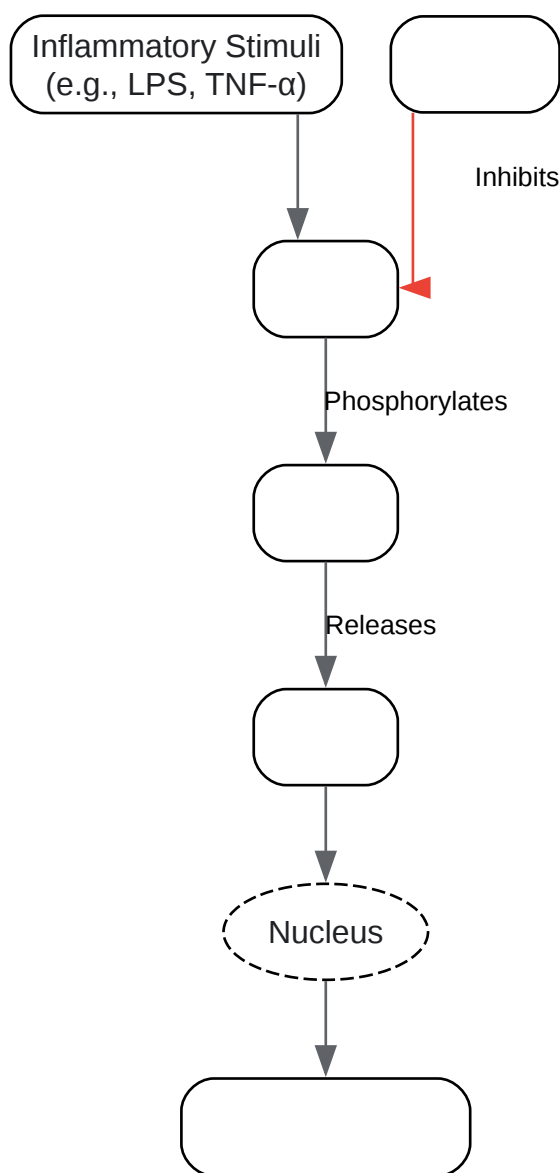 Inflammatory Stimuli
(e.g., LPS, TNF-α)
Inhibits
Phosphorylates
Releases
Nucleus